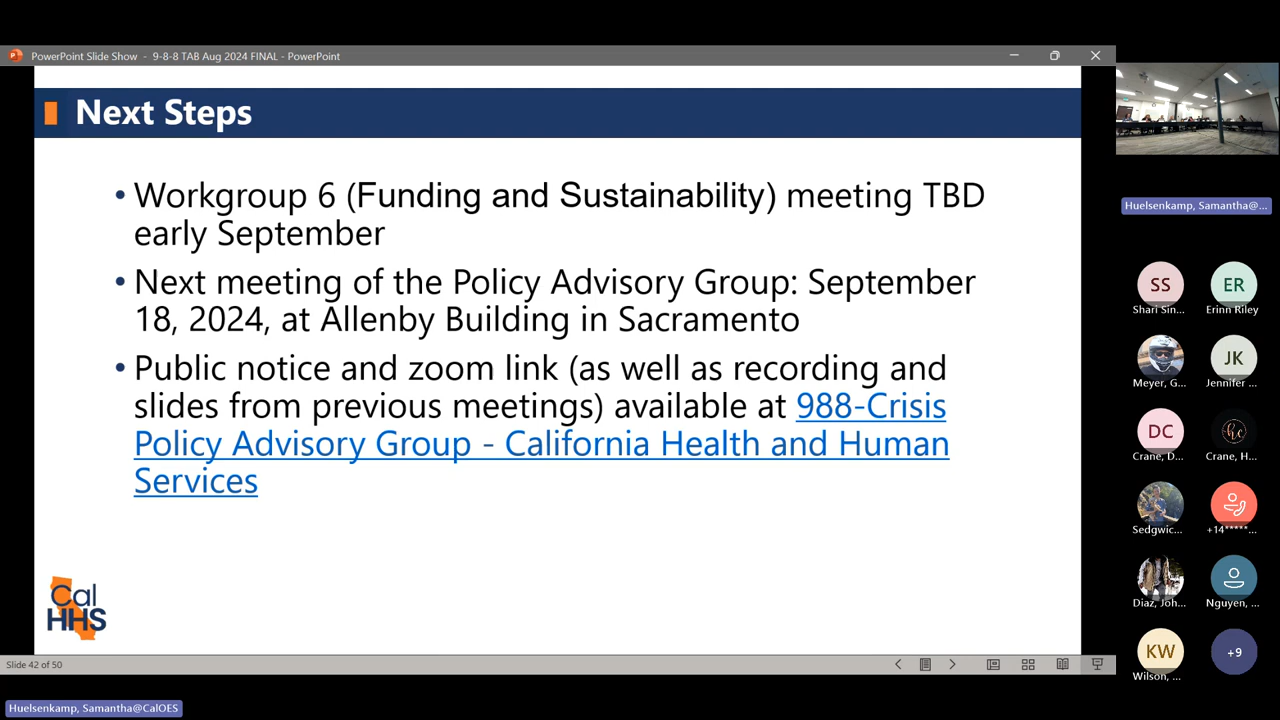 PowerPoint Slide Show - 9-8-8 TAB Aug 2024 FINAL - PowerPoint
Next Steps
• Workgroup 6 (Funding and Sustainability) meeting TBD
early September
• Next meeting of the Policy Advisory Group: September
18, 2024, at Allenby Building in Sacramento
• Public notice and zoom link (as well as recording and
slides from previous meetings) available at 988-Crisis
Policy Advisory Group - California Health and Human
Services
Cal
HHS
Slide 42 of 50
Huelsenkamp, Samantha@CalOES
Huelsenkamp, Samantha@...
SS
Shari Sin...
ER
Erinn Riley
Meyer, G...
JK
Jennifer ...
DC
Crane, D...
hc
Crane, H...
Sedgwic...
+14*****...
Diaz, Joh...
Nguyen, ...
KW
Wilson, ...
+9